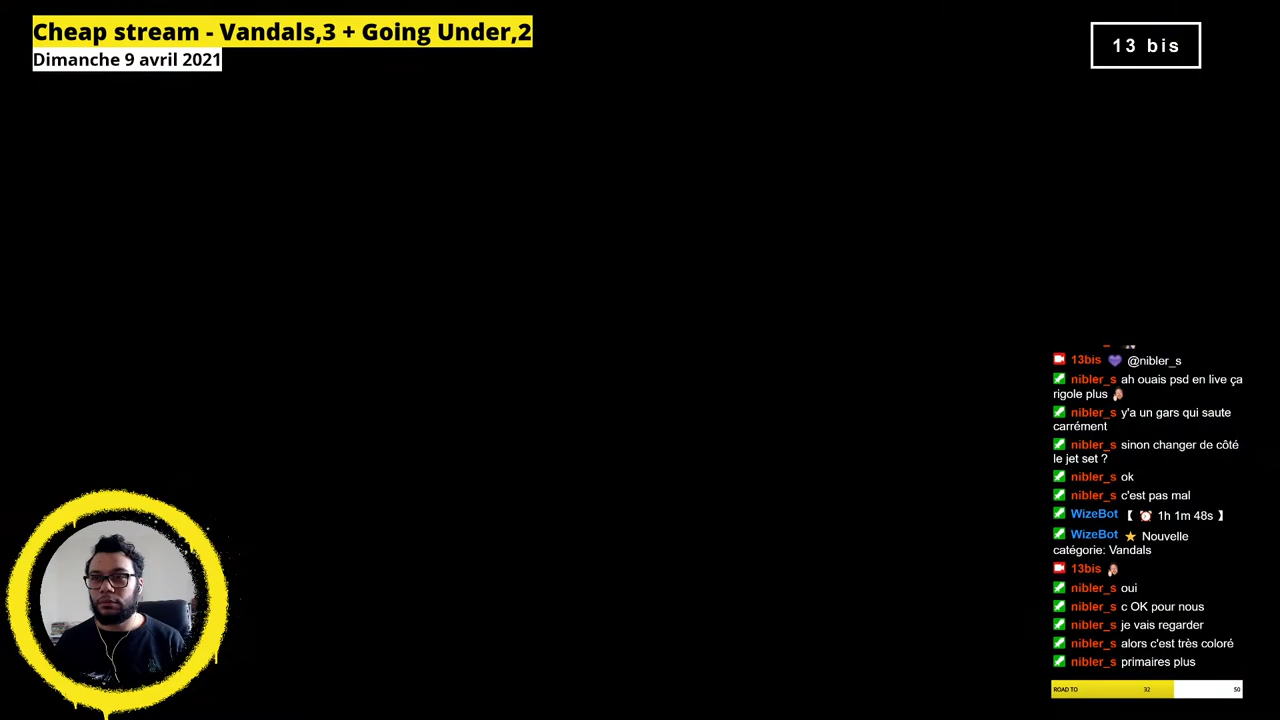 Cheap stream - Vandals,3 + Going Under,2
Dimanche 9 avril 2021
13 bis
13bis 💜 @nibler_s
nibler_s ah ouais psd en live ça
rigole plus
nibler_s y'a un gars qui saute
carrément
nibler_s sinon changer de côté
le jet set ?
nibler_s ok
nibler_s c'est pas mal
WizeBot 【 ⏰ 1h 1m 48s 】
WizeBot ⭐ Nouvelle
catégorie: Vandals
13bis
nibler_s oui
nibler_s c OK pour nous
nibler_s je vais regarder
nibler_s alors c'est très coloré
nibler_s primaires plus
ROAD TO 32 50